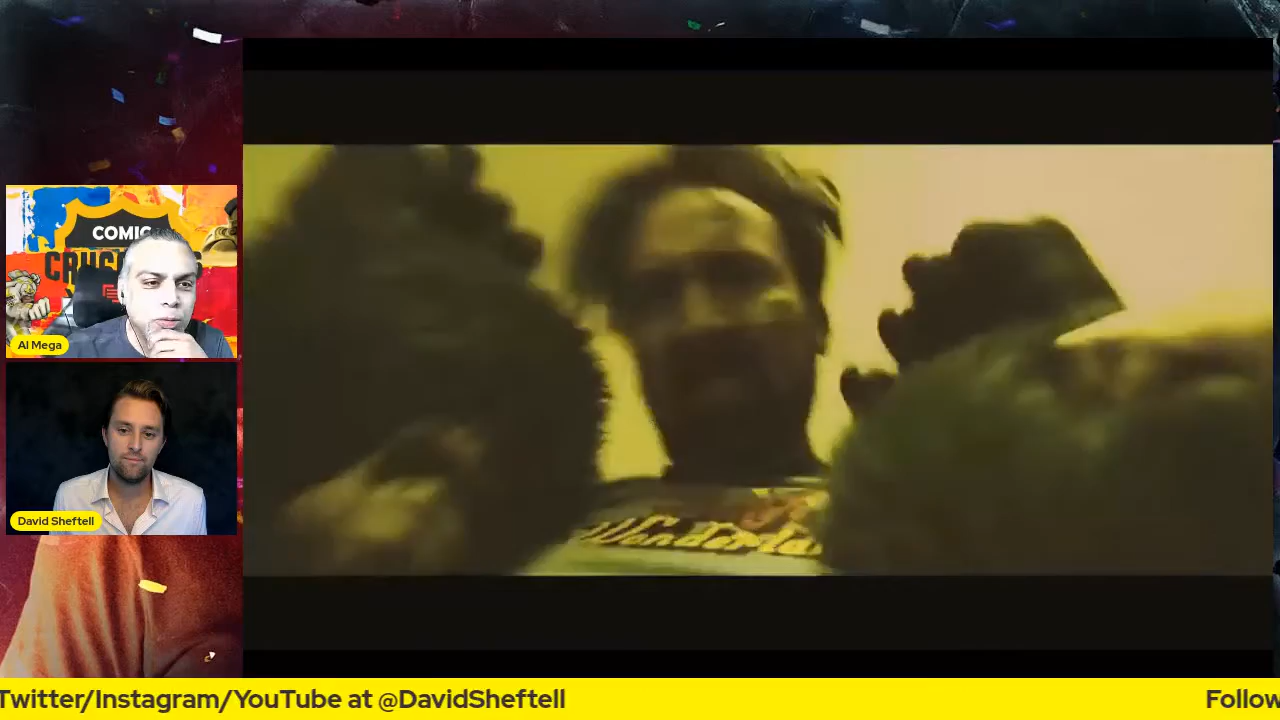 COMIC
Al Mega
David Sheftell
Twitter/Instagram/YouTube at @DavidSheftell
Follow